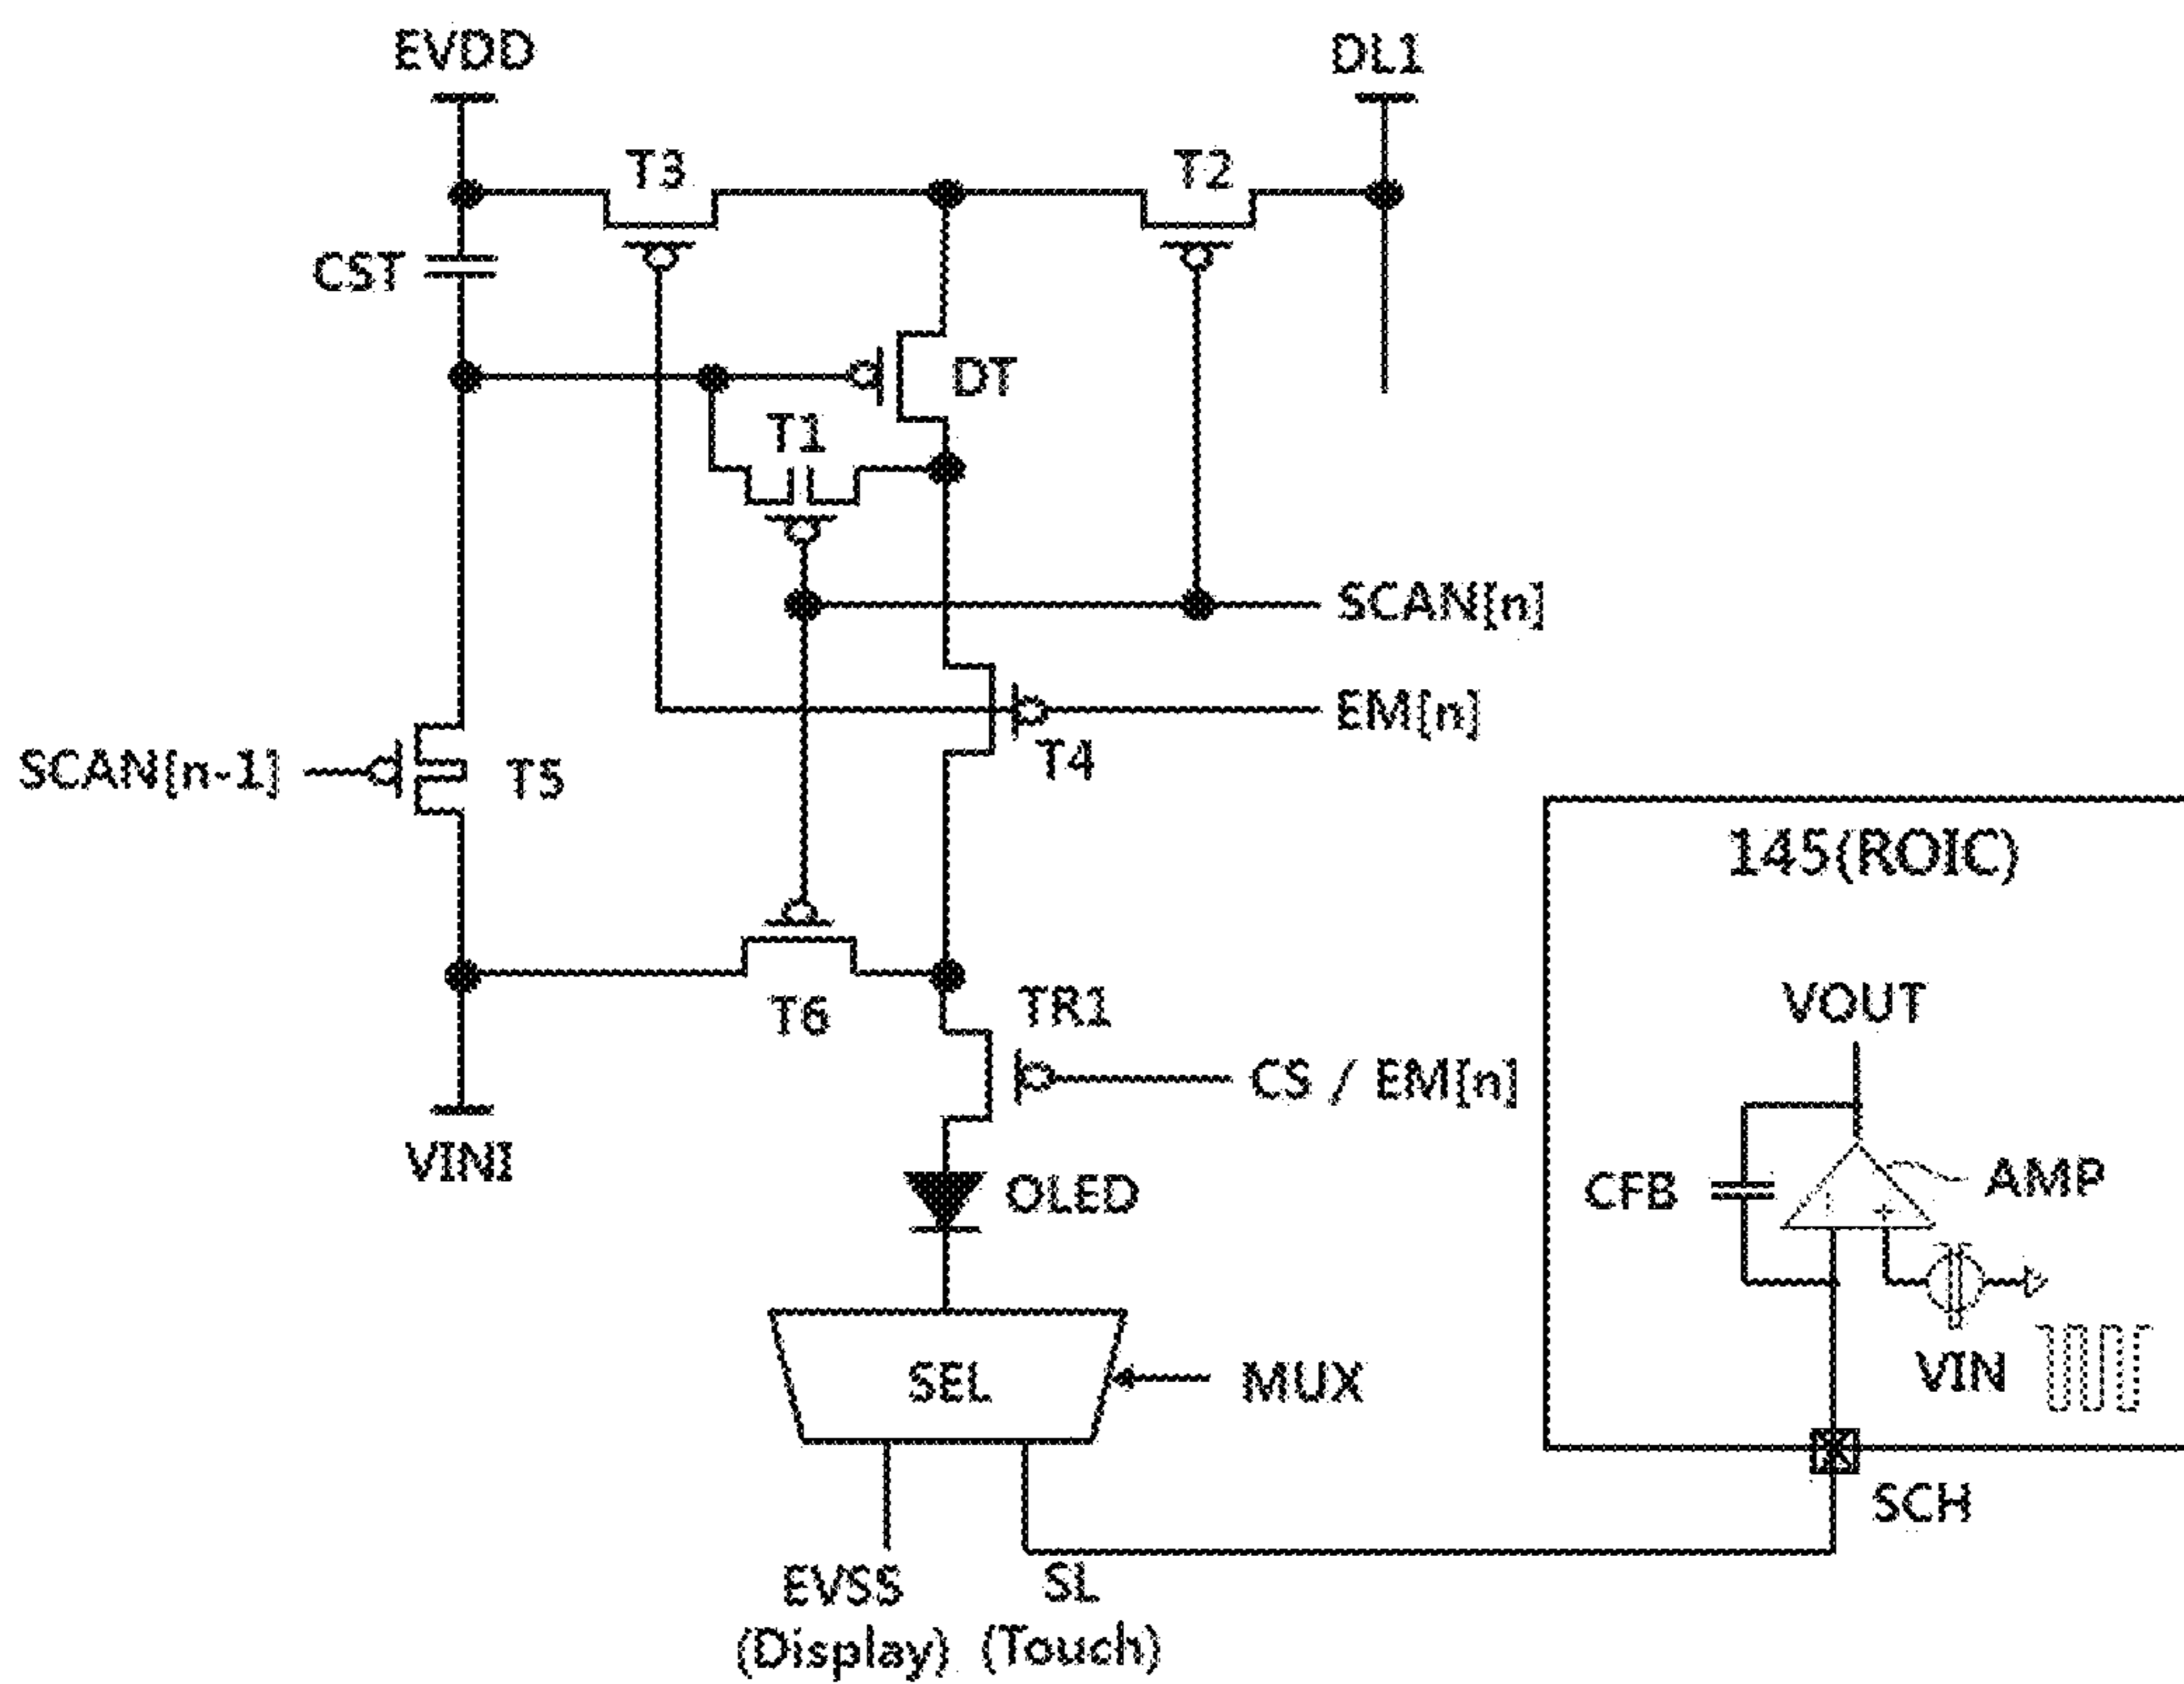 EVDD
DL1
T3
T2
CST
DT
T1
SCAN[n]
EM[n]
T4
SCAN[n-1]
T5
145(ROIC)
T6
TR1
VOUT
CS / EM[n]
VINI
CFB
AMP
- +
OLED
VIN
SEL
MUX
SCH
EVSS
SL
(Display)
(Touch)